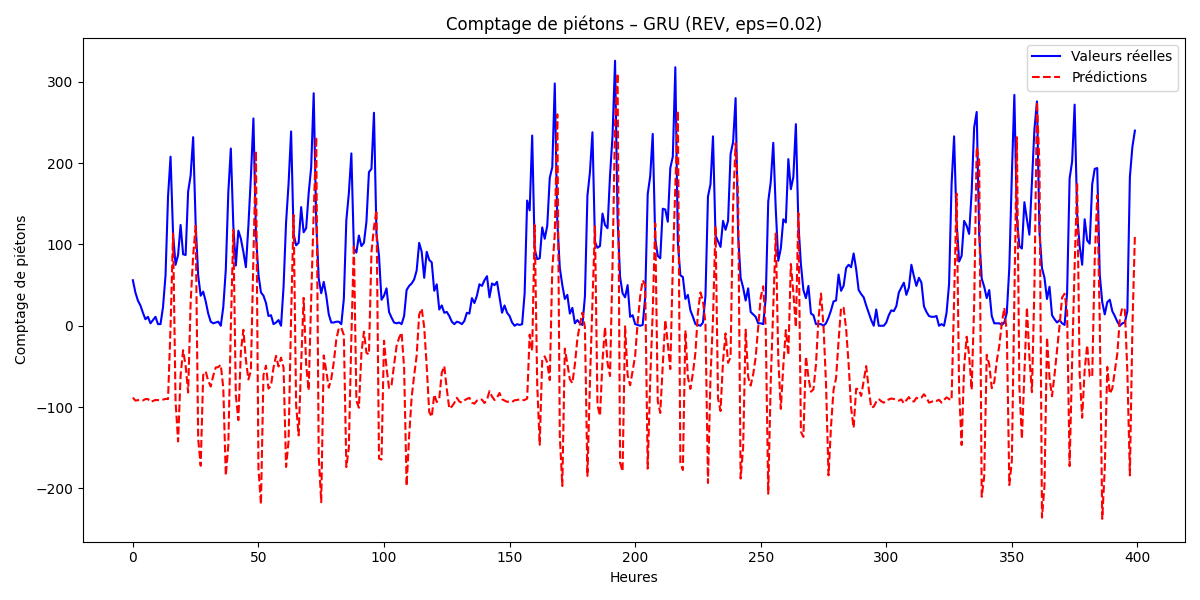 Comptage de piétons – GRU (REV, eps=0.02)
Valeurs réelles
Prédictions
Comptage de piétons
300
200
100
0
−100
−200
0 50 100 150 200 250 300 350 400
Heures